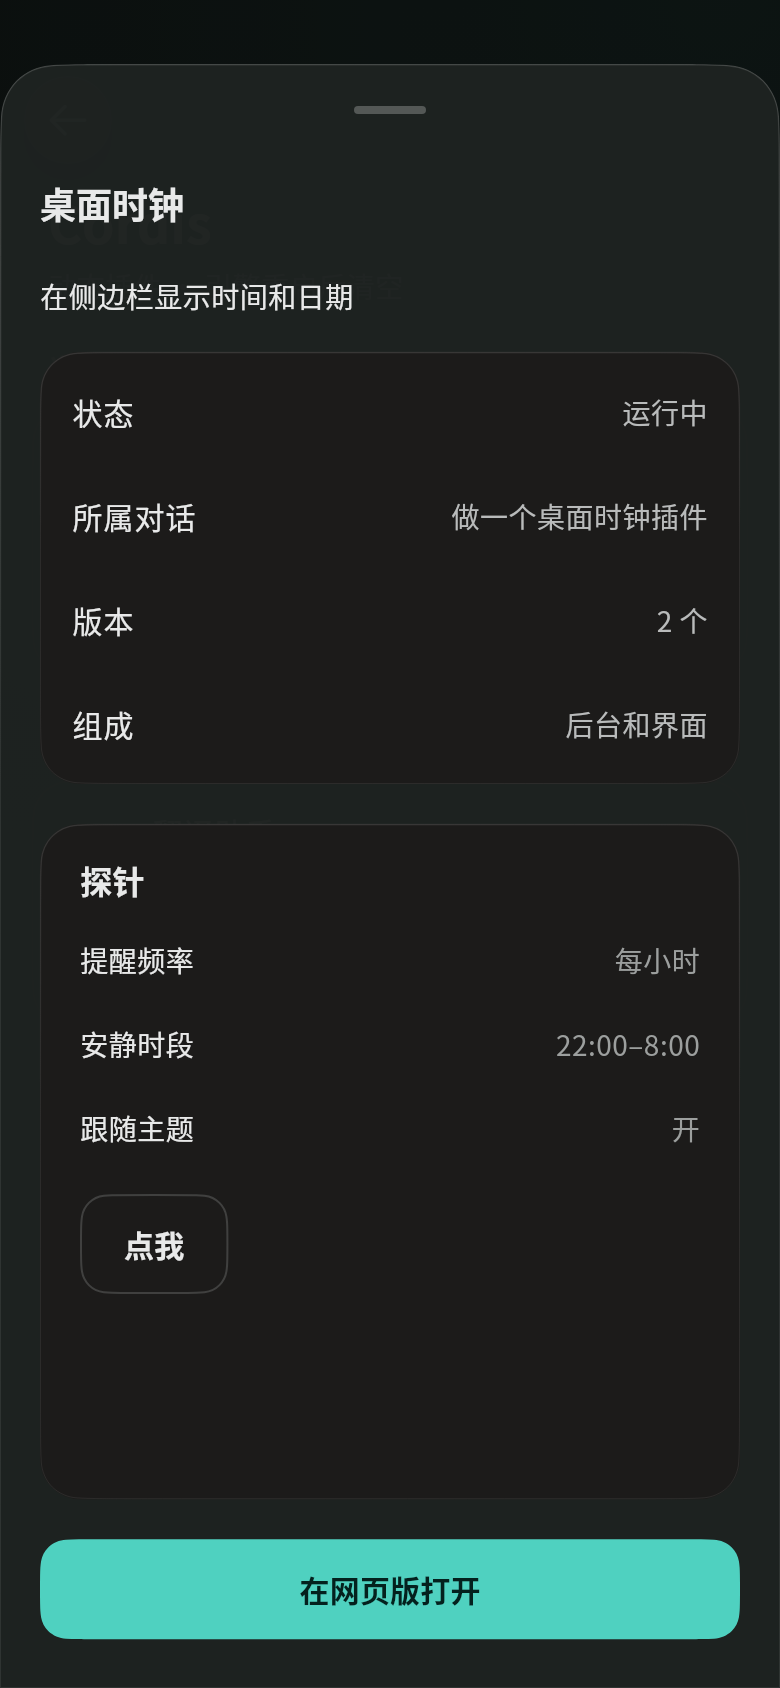 桌面时钟
在侧边栏显示时间和日期
状态 运行中
所属对话 做一个桌面时钟插件
版本 2 个
组成 后台和界面
探针
提醒频率 每小时
安静时段 22:00–8:00
跟随主题 开
点我
在网页版打开